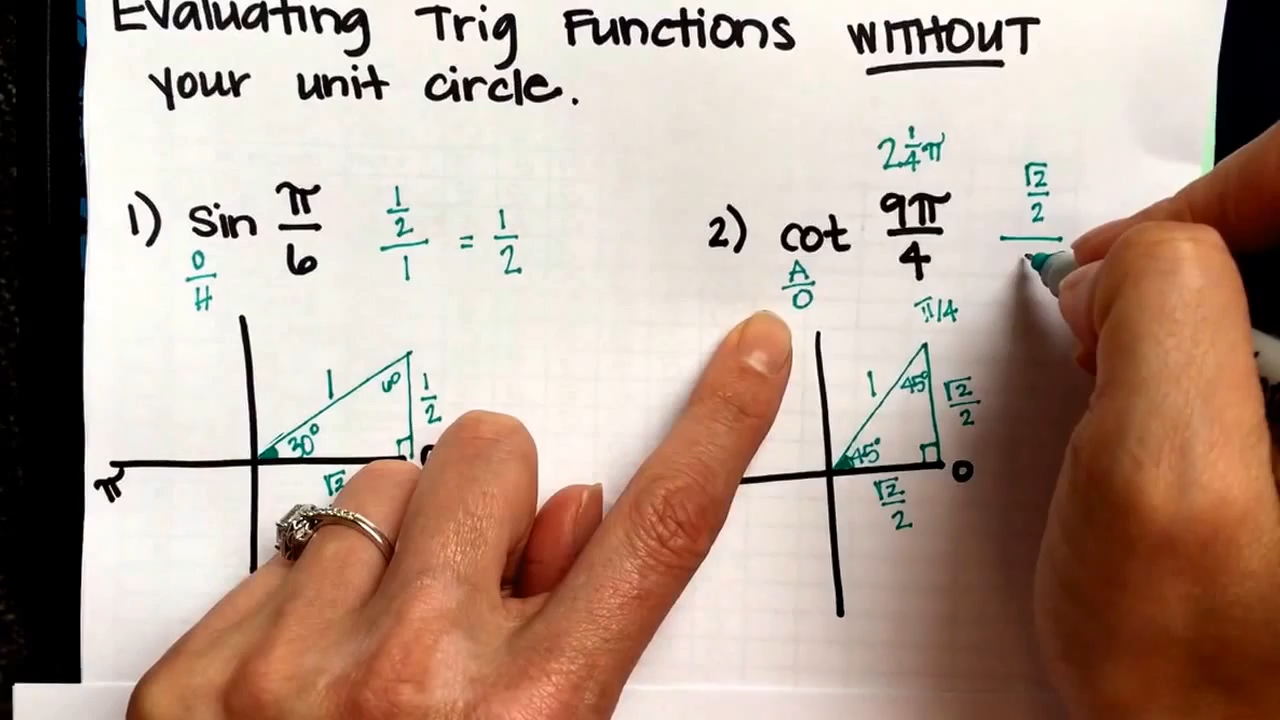 Evaluating Trig Functions WITHOUT
your unit circle.
1) sin π/6
O/H
1/2 / 1 = 1/2
2) cot 9π/4
2 1/4 π
A/O
π/4
√2/2
1
60
1/2
30°
π
1
45°
√2/2
45°
0
√2/2